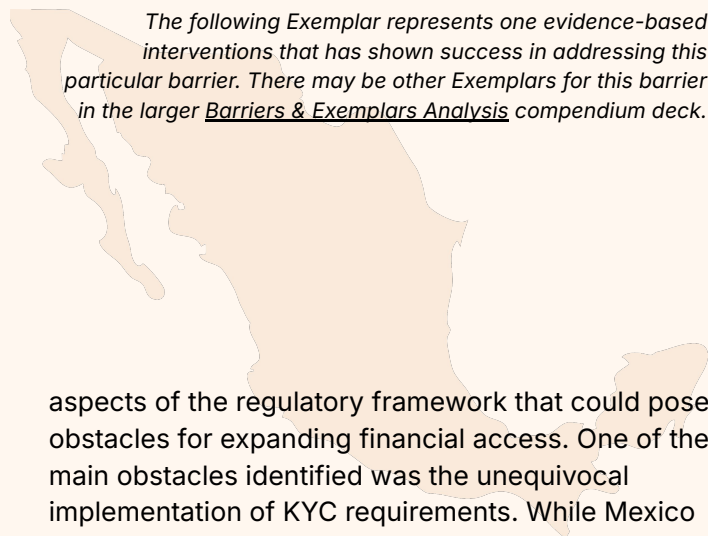 The following Exemplar represents one evidence-based
interventions that has shown success in addressing this
particular barrier. There may be other Exemplars for this barrier
in the larger Barriers & Exemplars Analysis compendium deck.
aspects of the regulatory framework that could pose
obstacles for expanding financial access. One of the
main obstacles identified was the unequivocal
implementation of KYC requirements. While Mexico